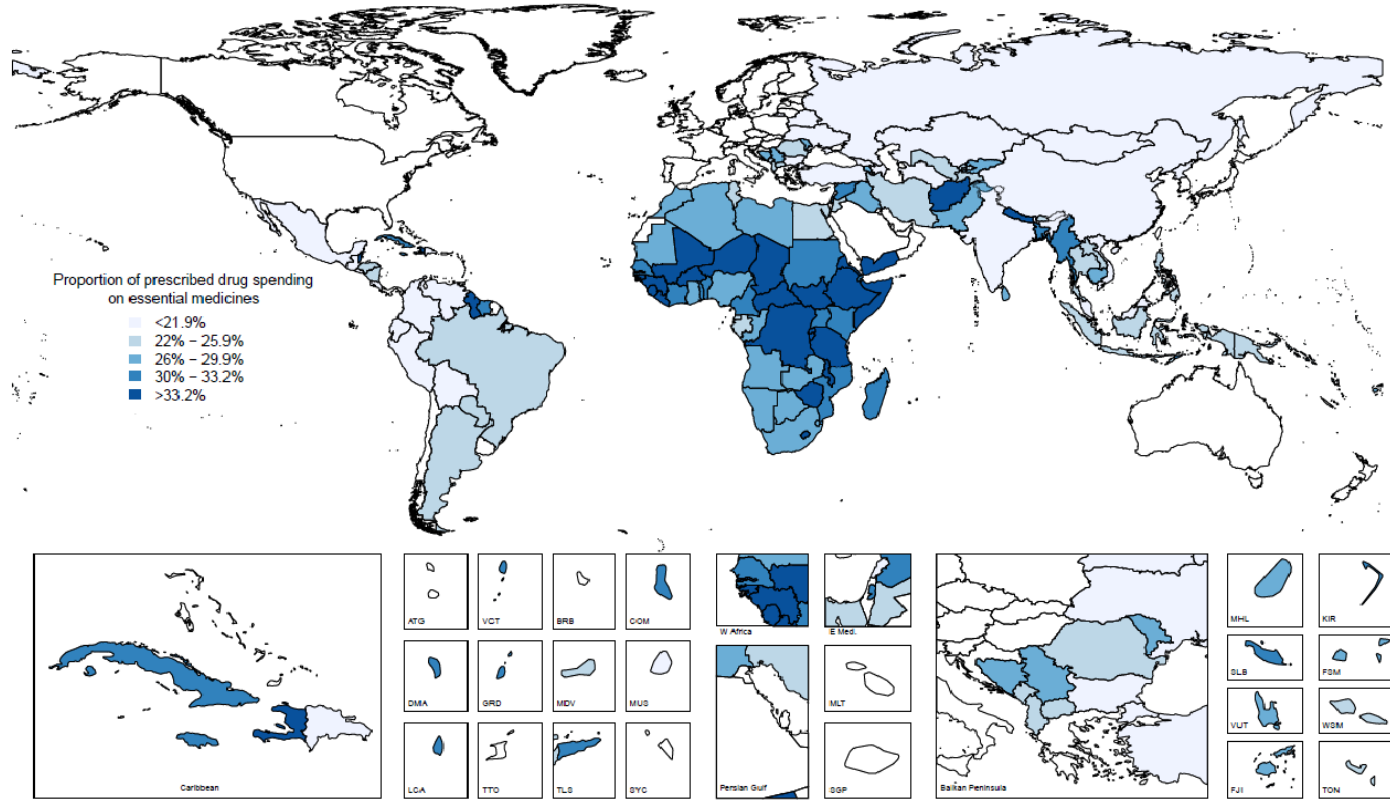 Proportion of prescribed drug spending
on essential medicines
<21.9%
22% – 25.9%
26% – 29.9%
30% – 33.2%
>33.2%
ATG
VCT
BRB
COM
W Africa
E Med.
MHL
KIR
DMA
GRD
MDV
MUS
MLT
SLB
FSM
VUT
WSM
Caribbean
LCA
TTO
TLS
SYC
Persian Gulf
SGP
Balkan Peninsula
FJI
TON